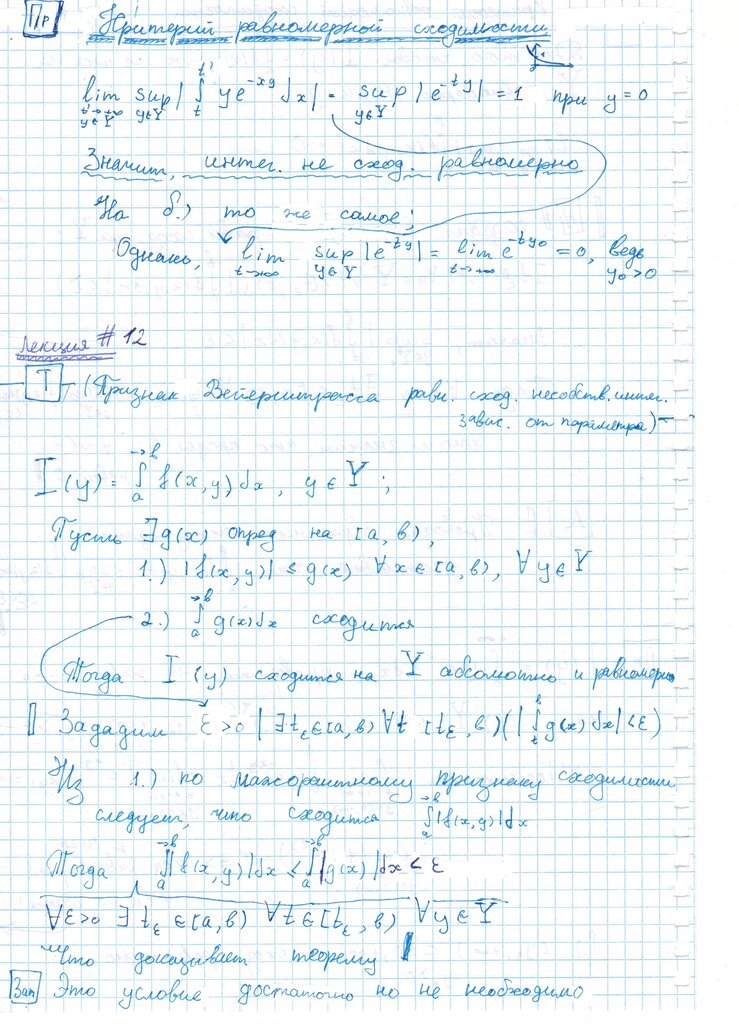 Пр Критерий равномерной сходимости
lim sup | ∫ₜ^t' ye^(-xy) dx | = sup | e^(-ty) | = 1 при y = 0
t'→+∞ y∈Y y∈Y
y∈Y
Значит, интег. не сход. равномерно
На б.) то же самое;
Однако, lim sup |e^(-ty)| = lim e^(-ty₀) = 0, ведь
t→∞ y∈Y t→∞ y₀>0
Лекция #12
Т (Признак Вейерштрасса равн. сход. несобств. интег.
завис. от параметра)
I(y) = ∫ₐ^(→b) f(x,y)dx, y∈Y;
Пусть ∃g(x) опред на [a, b),
1.) |f(x,y)| ≤ g(x) ∀x∈[a,b), ∀y∈Y
2.) ∫ₐ^(→b) g(x)dx сходится
Тогда I(y) сходится на Y абсолютно и равномерно
Зададим ε>0 | ∃t_ε∈[a,b) ∀t [t_ε, b) (|∫ₜ^b g(x)dx| < ε)
Из 1.) по мажорантному признаку сходимости
следует, что сходится ∫ₐ^(→b) |f(x,y)|dx
Тогда ∫ₐ^(→b) |f(x,y)|dx ≤ ∫ₐ^(→b) |g(x)|dx < ε
∀ε>0 ∃t_ε∈[a,b) ∀t∈[t_ε, b) ∀y∈Y
Что доказывает теорему
Зам Это условие достаточно но не необходимо